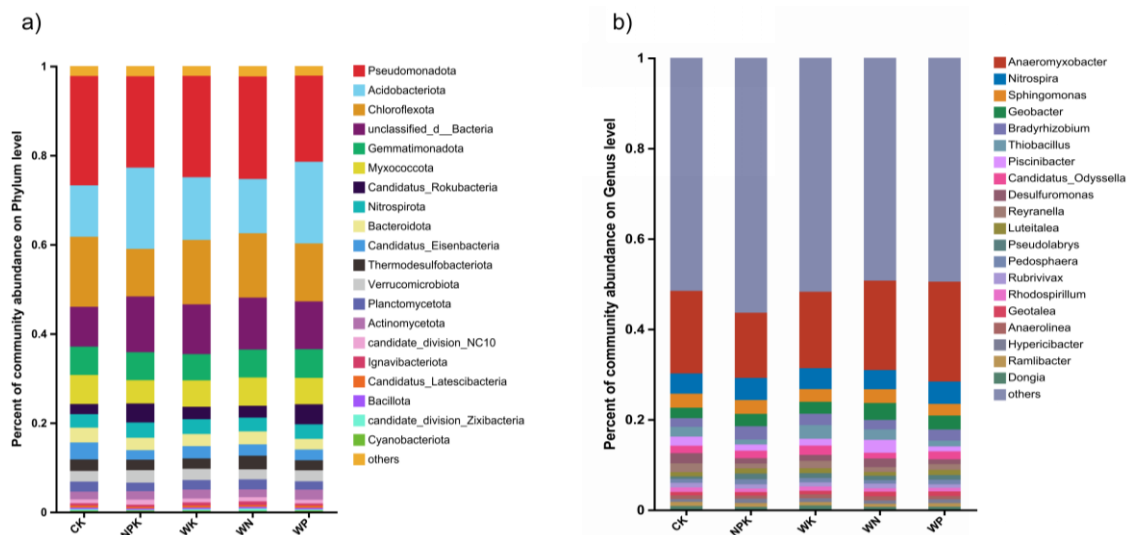 a)
Percent of community abundance on Phylum level
1
0.8
0.6
0.4
0.2
0
CK
NPK
WK
WN
WP
Pseudomonadota
Acidobacteriota
Chloroflexota
unclassified_d__Bacteria
Gemmatimonadota
Myxococcota
Candidatus_Rokubacteria
Nitrospirota
Bacteroidota
Candidatus_Eisenbacteria
Thermodesulfobacteriota
Verrucomicrobiota
Planctomycetota
Actinomycetota
candidate_division_NC10
Ignavibacteriota
Candidatus_Latescibacteria
Bacillota
candidate_division_Zixibacteria
Cyanobacteriota
others
b)
Percent of community abundance on Genus level
1
0.8
0.6
0.4
0.2
0
CK
NPK
WK
WN
WP
Anaeromyxobacter
Nitrospira
Sphingomonas
Geobacter
Bradyrhizobium
Thiobacillus
Piscinibacter
Candidatus_Odyssella
Desulfuromonas
Reyranella
Luteitalea
Pseudolabrys
Pedosphaera
Rubrivivax
Rhodospirillum
Geotalea
Anaerolinea
Hypericibacter
Ramlibacter
Dongia
others